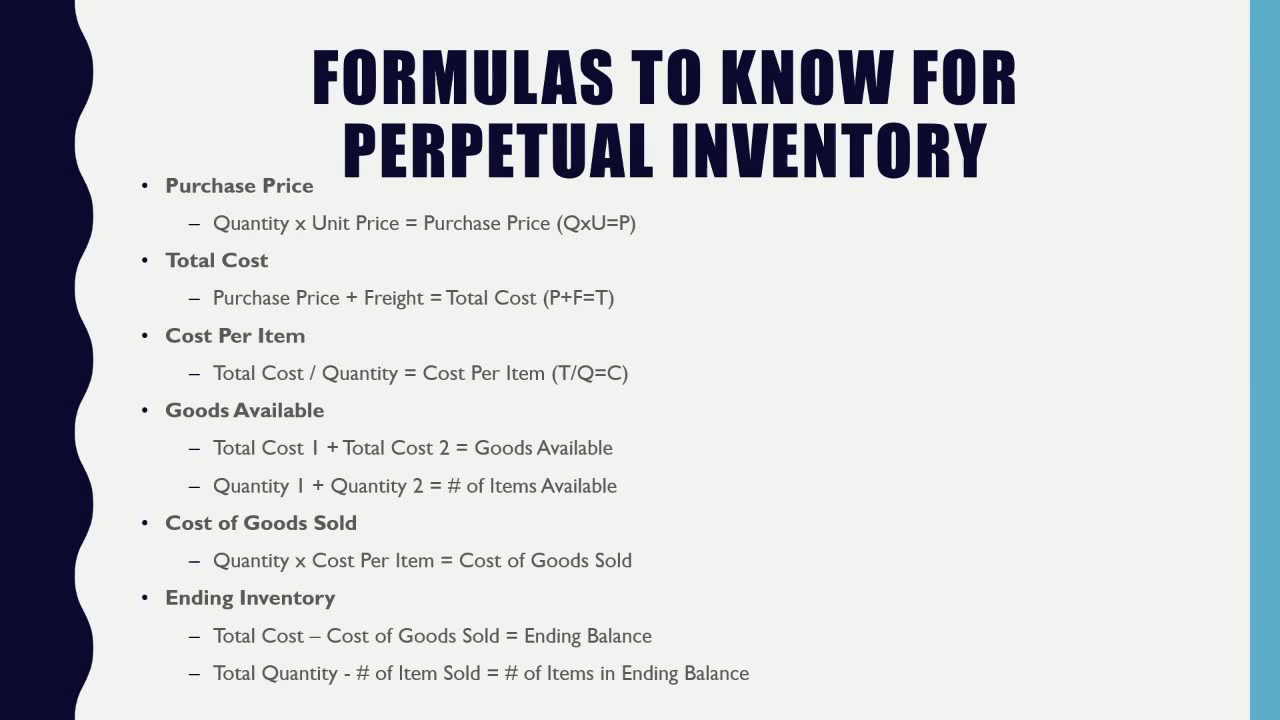 FORMULAS TO KNOW FOR
PERPETUAL INVENTORY
• Purchase Price
– Quantity x Unit Price = Purchase Price (QxU=P)
• Total Cost
– Purchase Price + Freight = Total Cost (P+F=T)
• Cost Per Item
– Total Cost / Quantity = Cost Per Item (T/Q=C)
• Goods Available
– Total Cost 1 + Total Cost 2 = Goods Available
– Quantity 1 + Quantity 2 = # of Items Available
• Cost of Goods Sold
– Quantity x Cost Per Item = Cost of Goods Sold
• Ending Inventory
– Total Cost – Cost of Goods Sold = Ending Balance
– Total Quantity - # of Item Sold = # of Items in Ending Balance